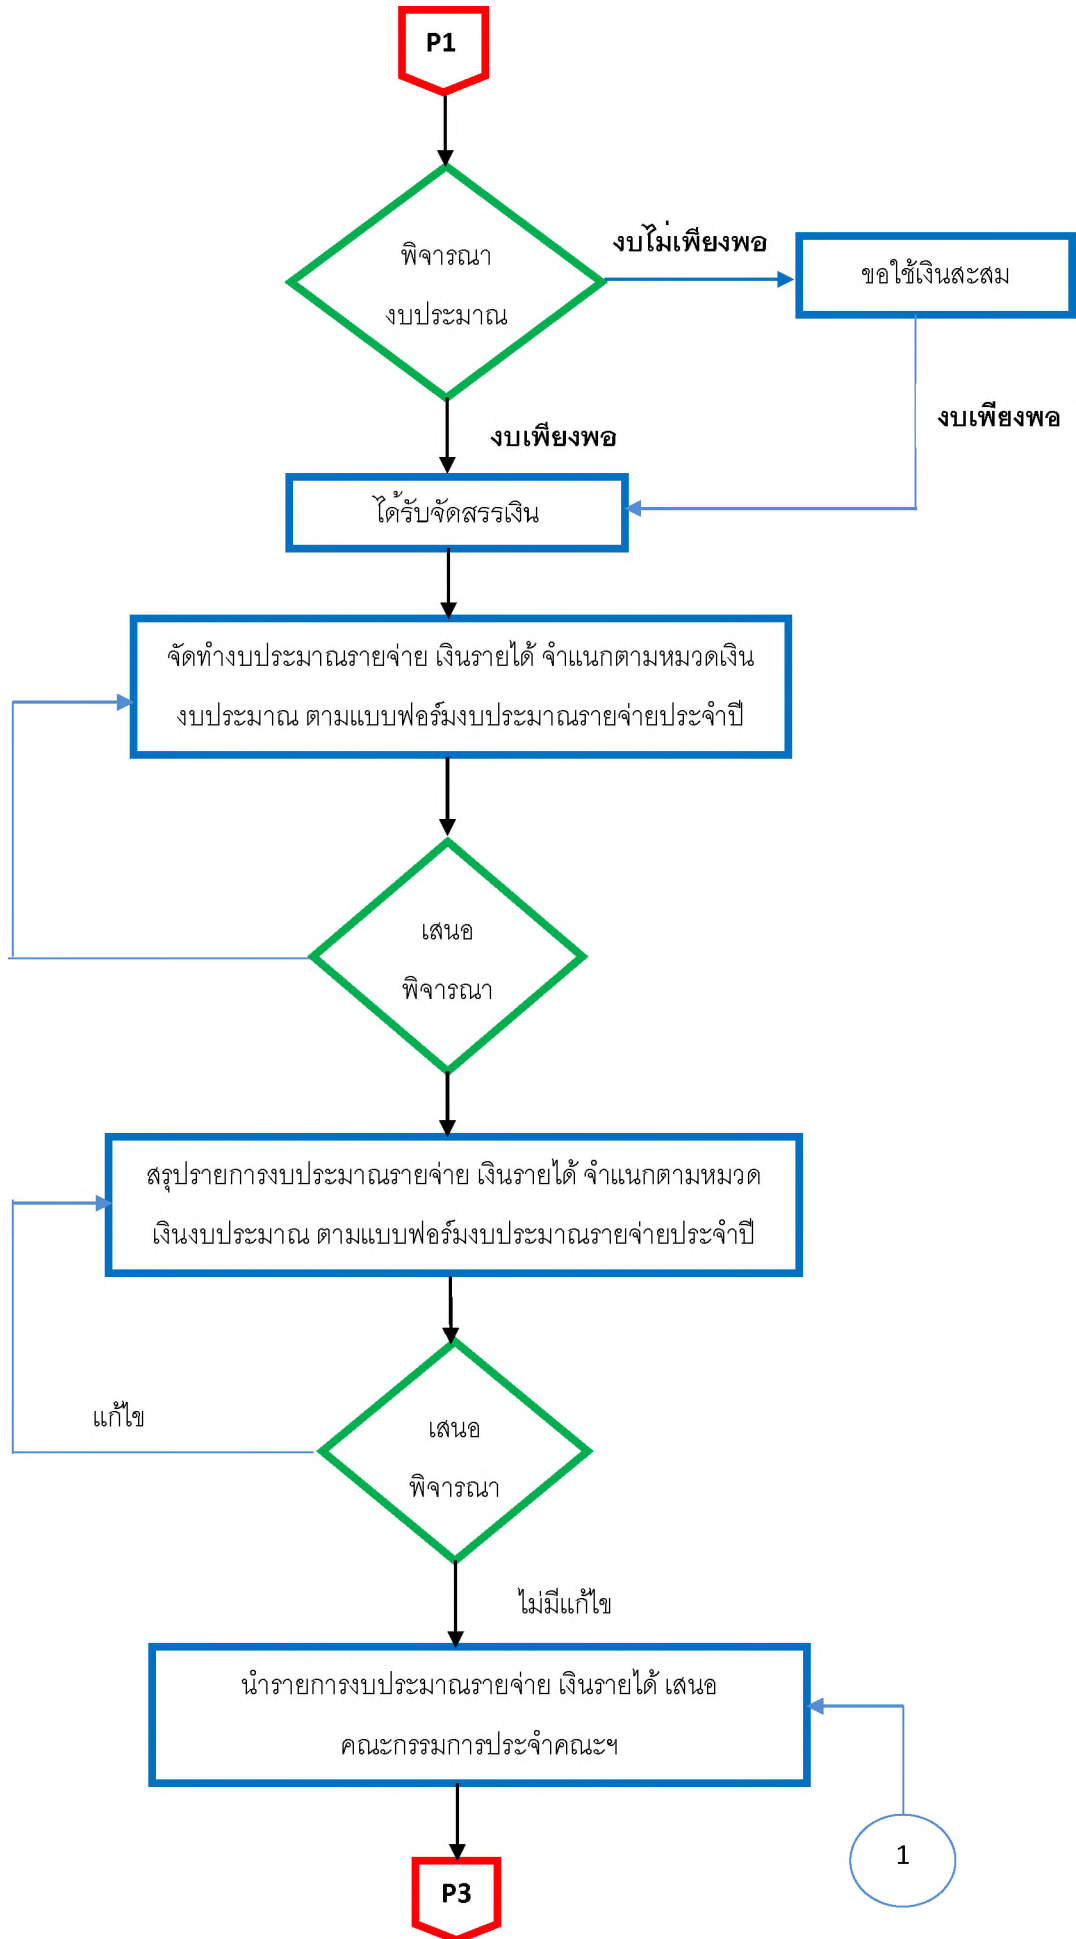 P1
พิจารณา
งบประมาณ
งบไม่เพียงพอ
ขอใช้เงินสะสม
งบเพียงพอ
งบเพียงพอ
ได้รับจัดสรรเงิน
จัดทำงบประมาณรายจ่าย เงินรายได้ จำแนกตามหมวดเงิน
งบประมาณ ตามแบบฟอร์มงบประมาณรายจ่ายประจำปี
เสนอ
พิจารณา
สรุปรายการงบประมาณรายจ่าย เงินรายได้ จำแนกตามหมวด
เงินงบประมาณ ตามแบบฟอร์มงบประมาณรายจ่ายประจำปี
แก้ไข
เสนอ
พิจารณา
ไม่มีแก้ไข
นำรายการงบประมาณรายจ่าย เงินรายได้ เสนอ
คณะกรรมการประจำคณะฯ
1
P3